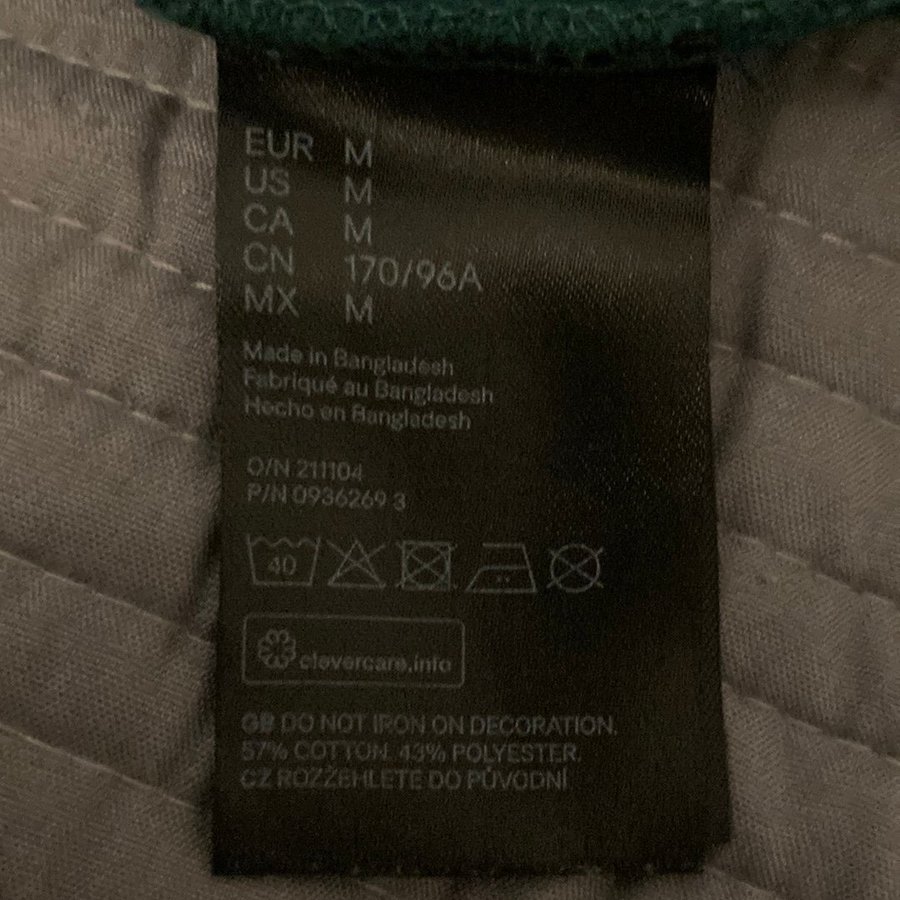 EUR M
US M
CA M
CN 170/96A
MX M
Made in Bangladesh
Fabriqué au Bangladesh
Hecho en Bangladesh
O/N 211104
P/N 0936269 3
40
clevercare.info
GB DO NOT IRON ON DECORATION.
57% COTTON. 43% POLYESTER.
CZ ROZŽEHLETE DO PŮVODNÍ